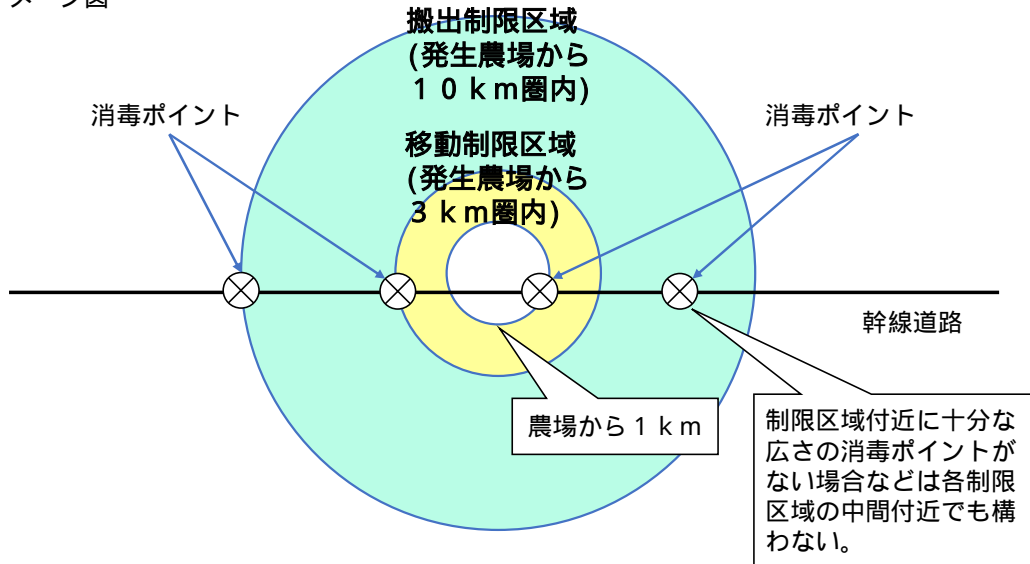 搬出制限区域
(発生農場から
１０ｋｍ圏内)
消毒ポイント
消毒ポイント
移動制限区域
(発生農場から
３ｋｍ圏内)
幹線道路
農場から１ｋｍ
制限区域付近に十分な
広さの消毒ポイントが
ない場合などは各制限
区域の中間付近でも構
わない。